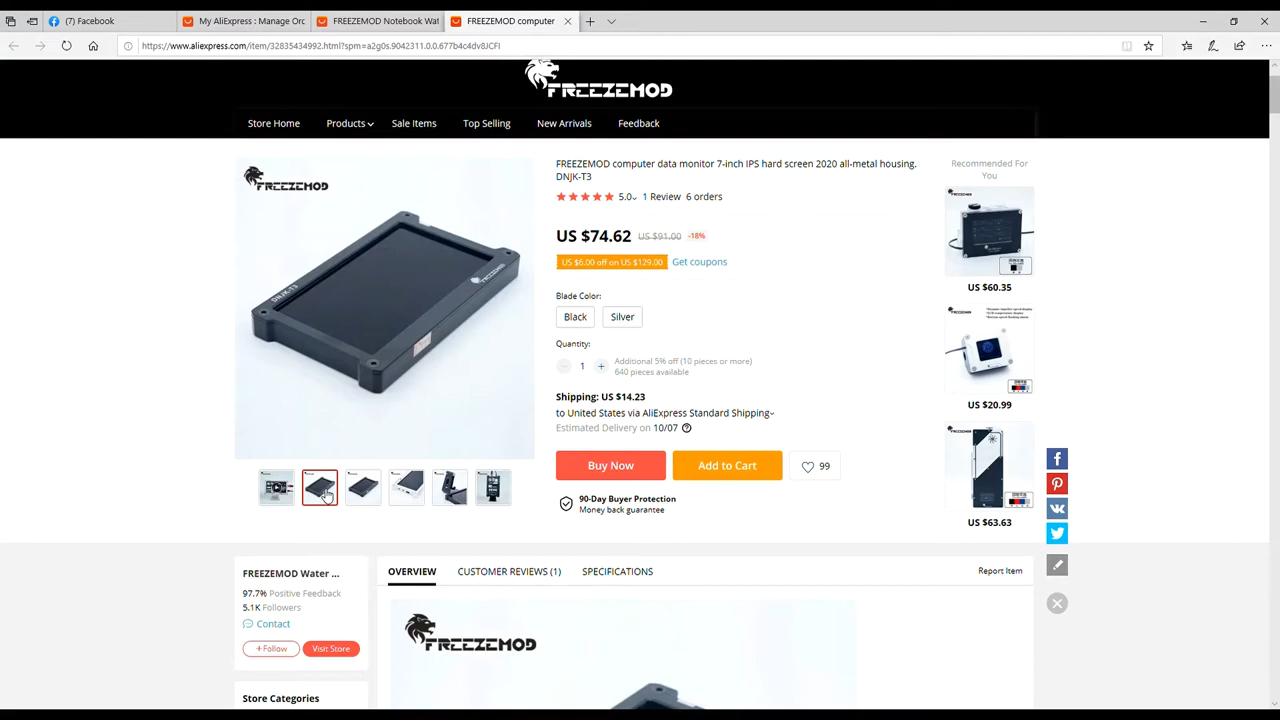 (7) Facebook
My AliExpress : Manage Orc
FREEZEMOD Notebook Wat
FREEZEMOD computer
https://www.aliexpress.com/item/32835434992.html?spm=a2g0s.9042311.0.0.677b4c4dv8JCFI
FREEZEMOD
Store Home
Products
Sale Items
Top Selling
New Arrivals
Feedback
FREEZEMOD
DNJK-T3
FREEZEMOD
FREEZEMOD computer data monitor 7-inch IPS hard screen 2020 all-metal housing.
DNJK-T3
5.0 1 Review 6 orders
US $74.62 US $91.00 -18%
US $6.00 off on US $129.00 Get coupons
Blade Color:
Black
Silver
Quantity:
1
Additional 5% off (10 pieces or more)
640 pieces available
Shipping: US $14.23
to United States via AliExpress Standard Shipping
Estimated Delivery on 10/07
Buy Now
Add to Cart
99
90-Day Buyer Protection
Money back guarantee
Recommended For
You
US $60.35
US $20.99
US $63.63
FREEZEMOD Water ...
97.7% Positive Feedback
5.1K Followers
Contact
+ Follow
Visit Store
Store Categories
OVERVIEW
CUSTOMER REVIEWS (1)
SPECIFICATIONS
Report Item
FREEZEMOD